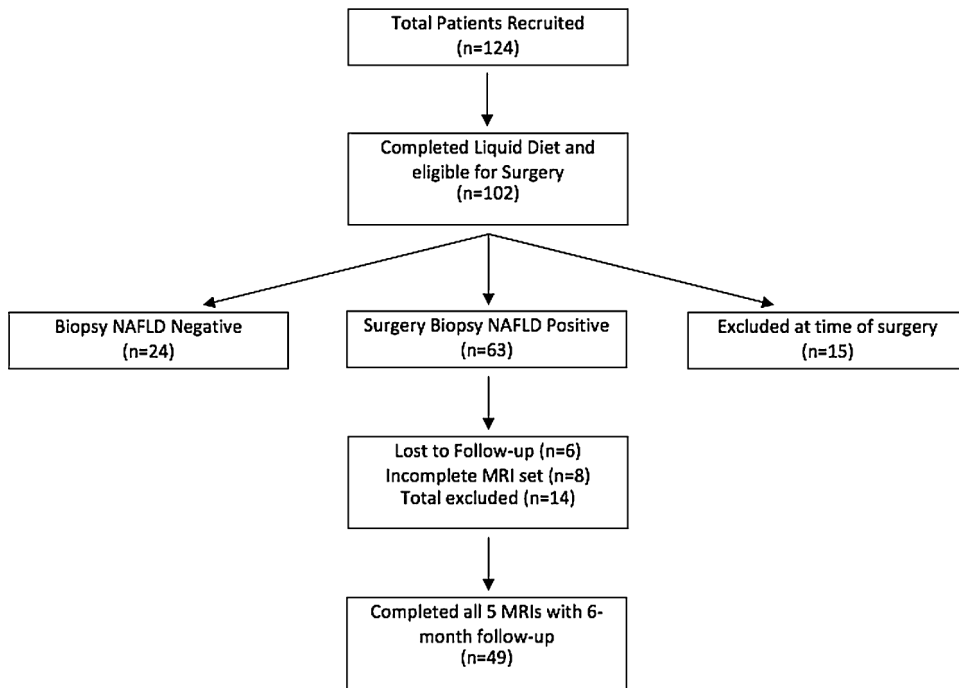 Total Patients Recruited
(n=124)
Completed Liquid Diet and
eligible for Surgery
(n=102)
Biopsy NAFLD Negative
(n=24)
Surgery Biopsy NAFLD Positive
(n=63)
Excluded at time of surgery
(n=15)
Lost to Follow-up (n=6)
Incomplete MRI set (n=8)
Total excluded (n=14)
Completed all 5 MRIs with 6-
month follow-up
(n=49)